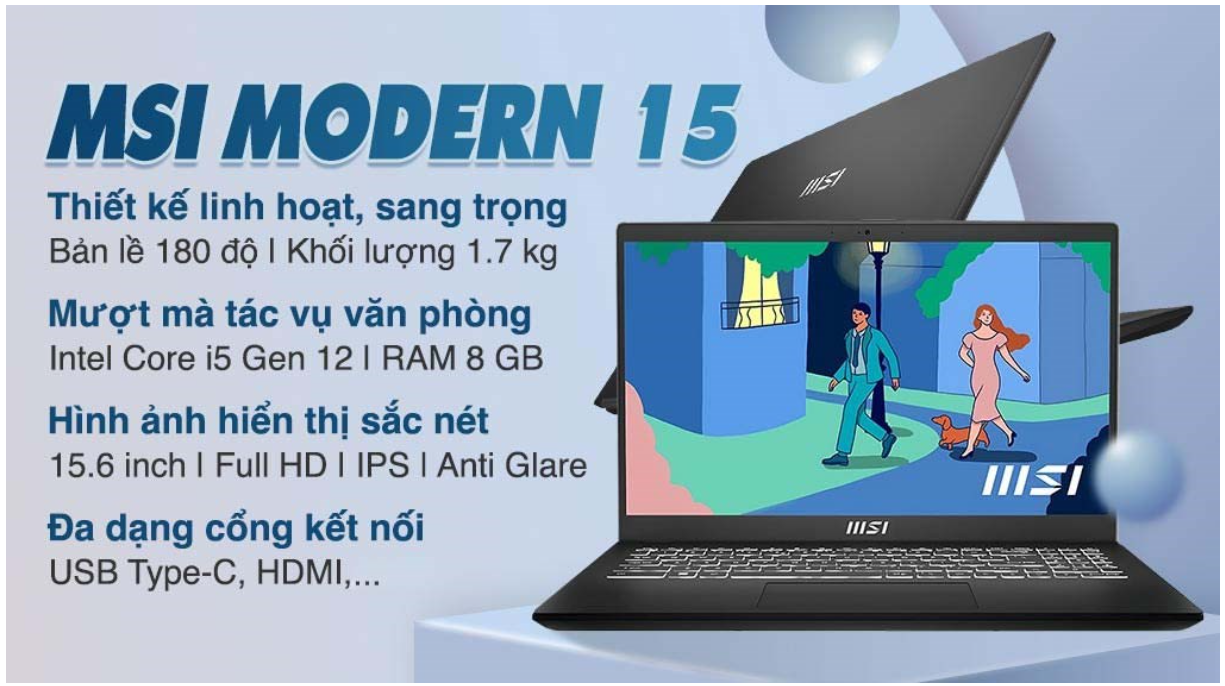 MSI MODERN 15
Thiết kế linh hoạt, sang trọng
Bản lề 180 độ | Khối lượng 1.7 kg
Mượt mà tác vụ văn phòng
Intel Core i5 Gen 12 | RAM 8 GB
Hình ảnh hiển thị sắc nét
15.6 inch | Full HD | IPS | Anti Glare
Đa dạng cổng kết nối
USB Type-C, HDMI,...
msi
msi
msi